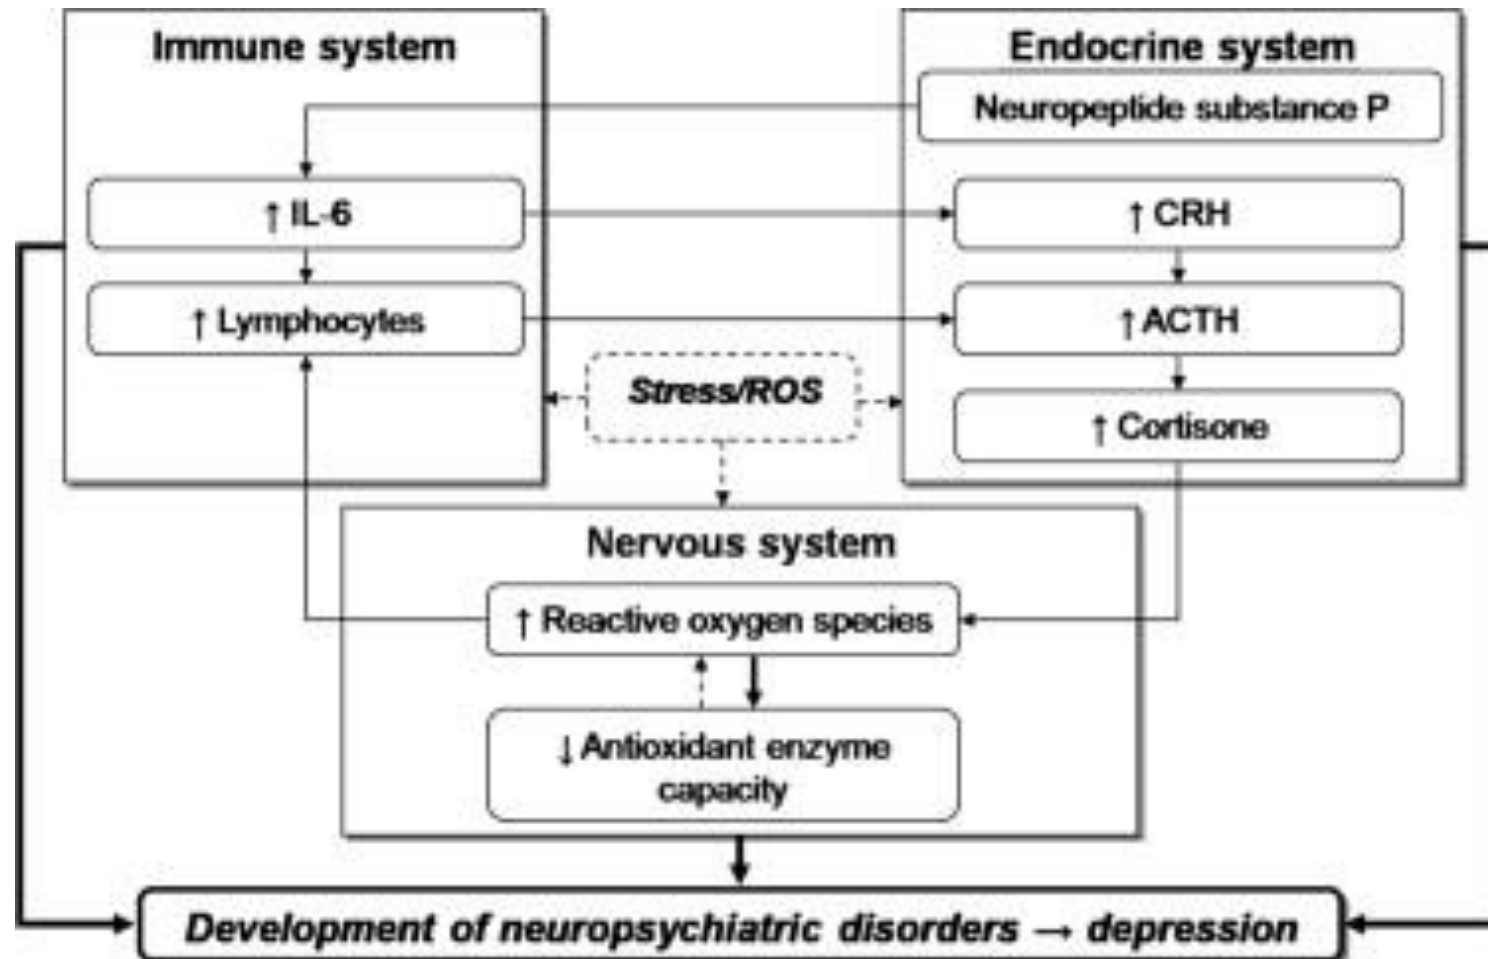 Immune system
Endocrine system
Neuropeptide substance P
↑ IL-6
↑ CRH
↑ Lymphocytes
↑ ACTH
Stress/ROS
↑ Cortisone
Nervous system
↑ Reactive oxygen species
↓ Antioxidant enzyme
capacity
Development of neuropsychiatric disorders → depression